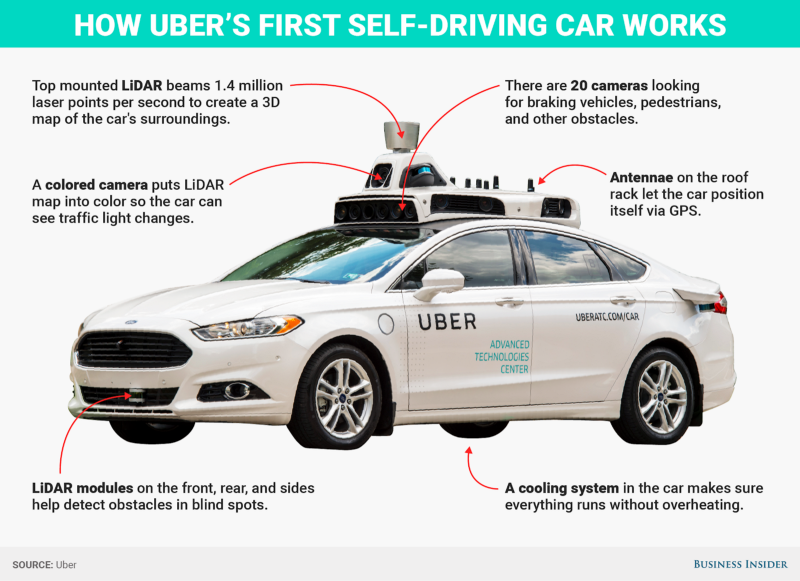 HOW UBER'S FIRST SELF-DRIVING CAR WORKS
Top mounted LiDAR beams 1.4 million
laser points per second to create a 3D
map of the car's surroundings.
There are 20 cameras looking
for braking vehicles, pedestrians,
and other obstacles.
A colored camera puts LiDAR
map into color so the car can
see traffic light changes.
Antennae on the roof
rack let the car position
itself via GPS.
UBER
UBERATC.COM/CAR
ADVANCED
TECHNOLOGIES
CENTER
LiDAR modules on the front, rear, and sides
help detect obstacles in blind spots.
A cooling system in the car makes sure
everything runs without overheating.
SOURCE: Uber
BUSINESS INSIDER